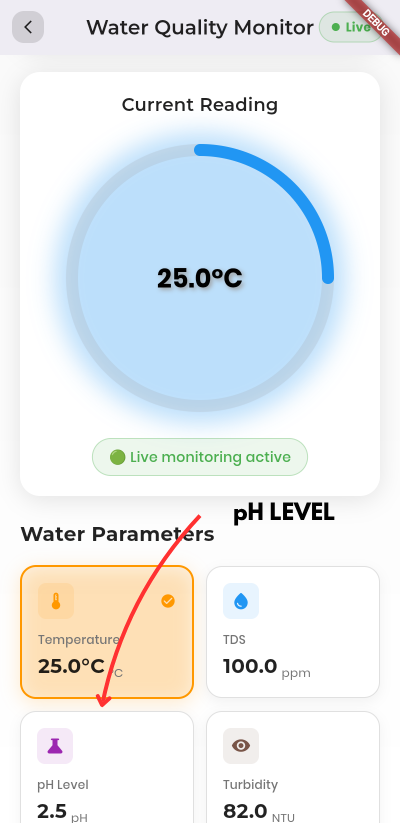 Water Quality Monitor
Live
DEBUG
Current Reading
25.0°C
Live monitoring active
pH LEVEL
Water Parameters
Temperature
25.0°C °C
TDS
100.0 ppm
pH Level
2.5 pH
Turbidity
82.0 NTU